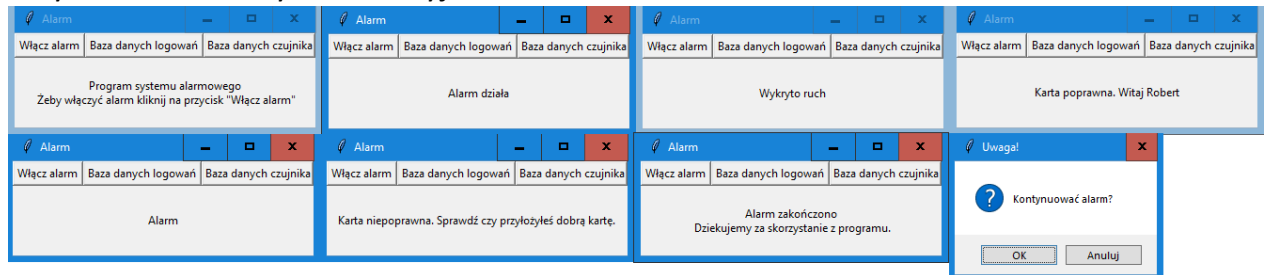 Alarm
Włącz alarm Baza danych logowań Baza danych czujnika
Program systemu alarmowego
Żeby włączyć alarm kliknij na przycisk "Włącz alarm"
Alarm
Włącz alarm Baza danych logowań Baza danych czujnika
Alarm działa
Alarm
Włącz alarm Baza danych logowań Baza danych czujnika
Wykryto ruch
Alarm
Włącz alarm Baza danych logowań Baza danych czujnika
Karta poprawna. Witaj Robert
Alarm
Włącz alarm Baza danych logowań Baza danych czujnika
Alarm
Alarm
Włącz alarm Baza danych logowań Baza danych czujnika
Karta niepoprawna. Sprawdź czy przyłożyłeś dobrą kartę.
Alarm
Włącz alarm Baza danych logowań Baza danych czujnika
Alarm zakończono
Dziekujemy za skorzystanie z programu.
Uwaga!
Kontynuować alarm?
OK Anuluj